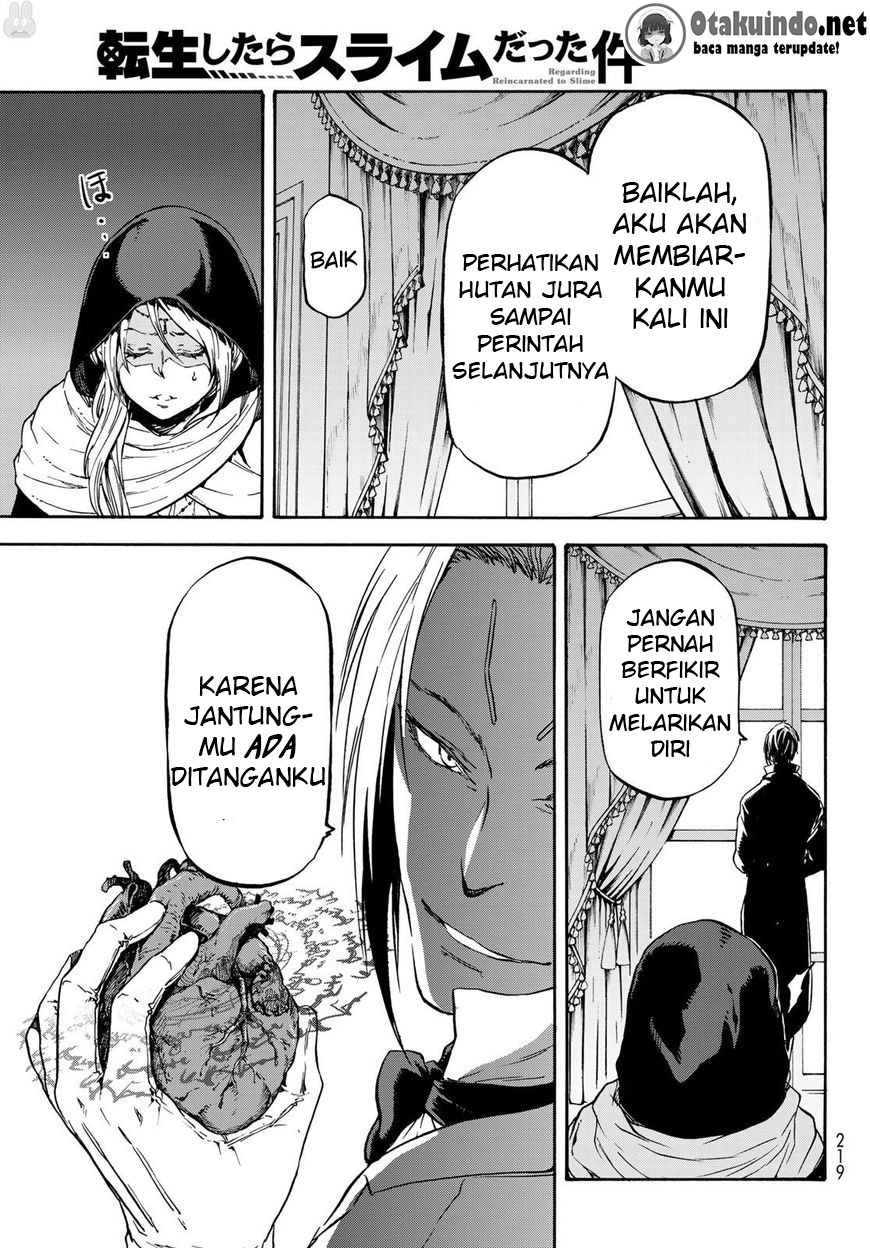 転生したらスライムだった件
Regarding
Reincarnated to Slime
Otakuindo.net
baca manga terupdate!
BAIKLAH,
AKU AKAN
MEMBIAR-
KANMU
KALI INI
PERHATIKAN
HUTAN JURA
SAMPAI
PERINTAH
SELANJUTNYA
BAIK
ほ…
JANGAN
PERNAH
BERFIKIR
UNTUK
MELARIKAN
DIRI
KARENA
JANTUNG-
MU ADA
DITANGANKU
219